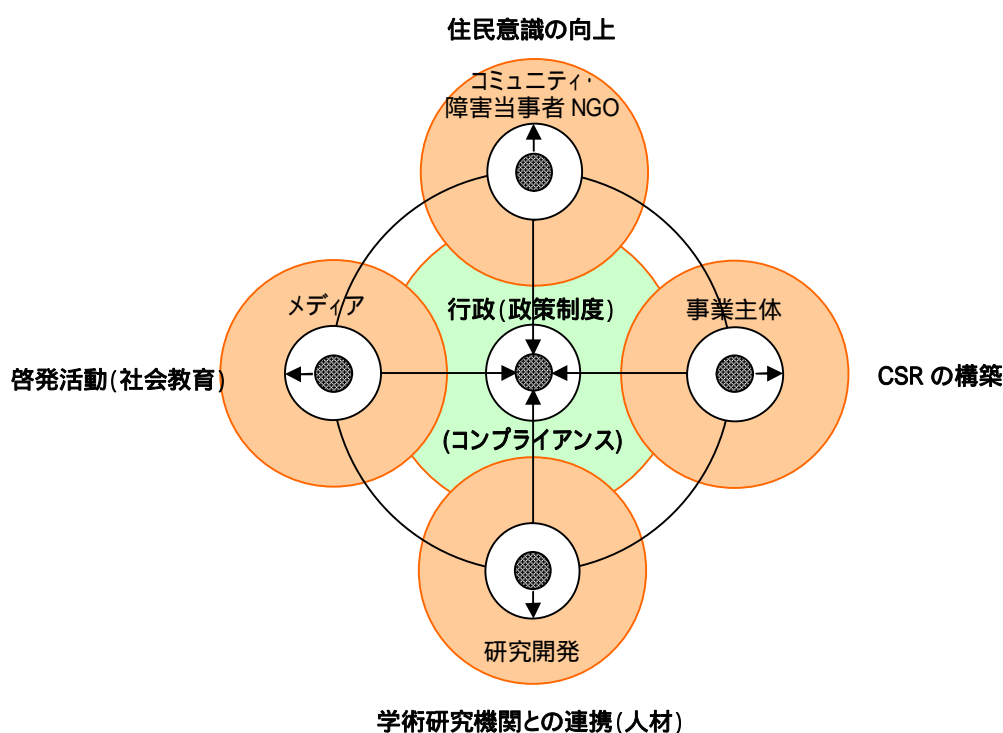 住民意識の向上
コミュニティ・
障害当事者 NGO
メディア
行政(政策制度)
事業主体
啓発活動(社会教育)
CSR の構築
(コンプライアンス)
研究開発
学術研究機関との連携(人材)